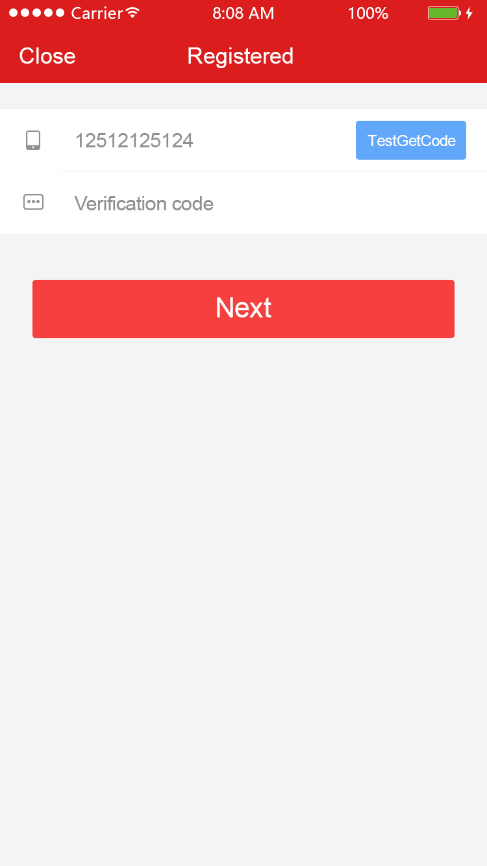 Carrier 8:08 AM 100%
Close Registered
12512125124 TestGetCode
Verification code
Next